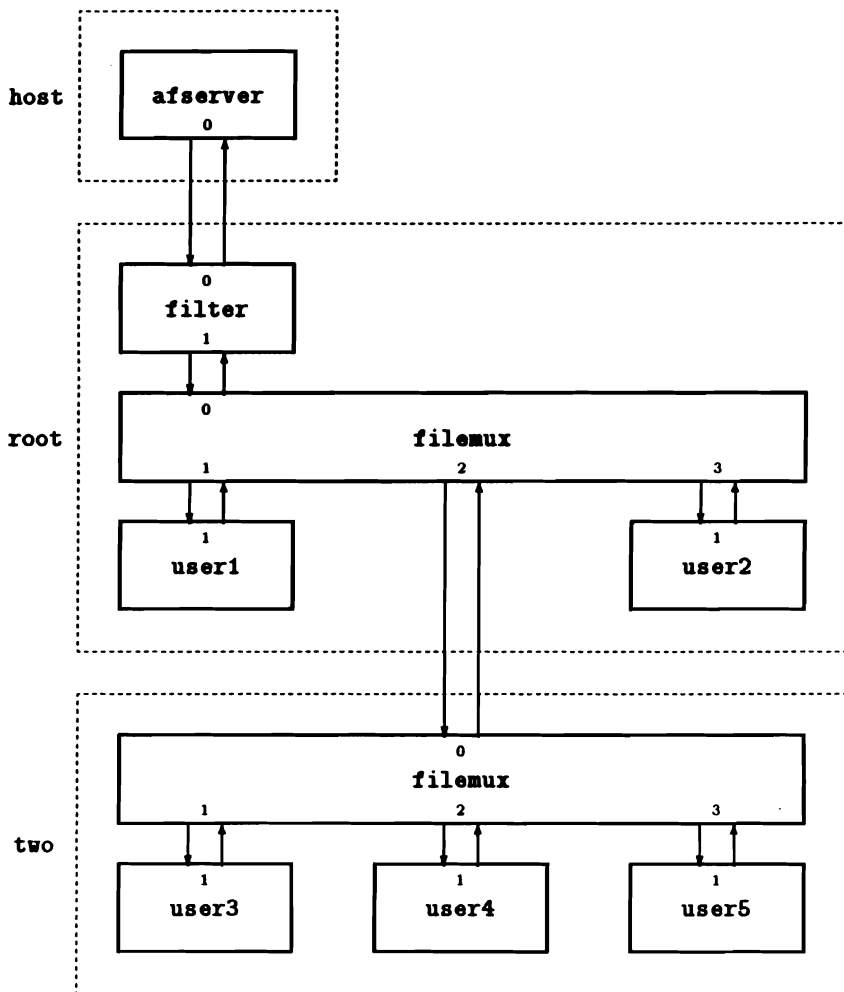 host
afserver
0
0
filter
1
0
root
filemux
1 2 3
1 1
user1 user2
0
filemux
1 2 3
two
1 1 1
user3 user4 user5